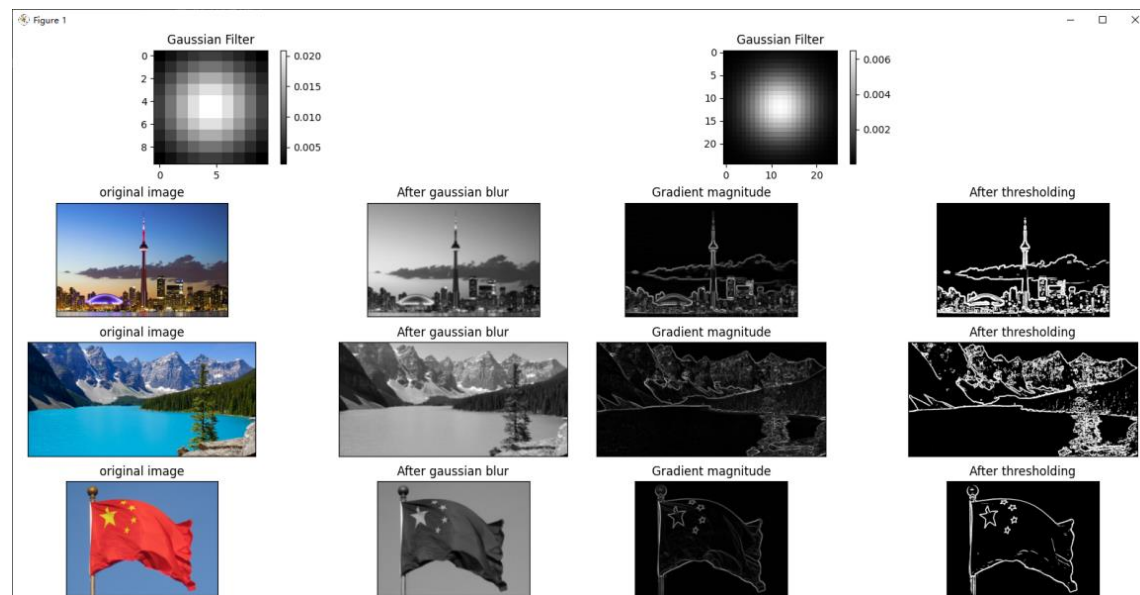 Figure 1
Gaussian Filter
0
2
4
6
8
0
5
0.020
0.015
0.010
0.005
Gaussian Filter
0
5
10
15
20
0
10
20
0.006
0.004
0.002
original image
After gaussian blur
Gradient magnitude
After thresholding
original image
After gaussian blur
Gradient magnitude
After thresholding
original image
After gaussian blur
Gradient magnitude
After thresholding